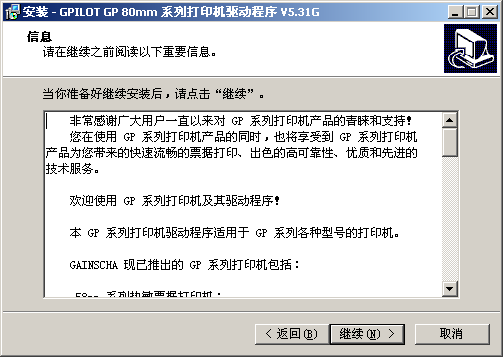 安装 - GPILOT GP 80mm 系列打印机驱动程序 V5.31G
信息
请在继续之前阅读以下重要信息。
当你准备好继续安装后,请点击“继续”。
非常感谢广大用户一直以来对 GP 系列打印机产品的青睐和支持!
您在使用 GP 系列打印机产品的同时,也将享受到 GP 系列打印机
产品为您带来的快速流畅的票据打印、出色的高可靠性、优质和先进的
技术服务。
欢迎使用 GP 系列打印机及其驱动程序!
本 GP 系列打印机驱动程序适用于 GP 系列各种型号的打印机。
GAINSCHA 现已推出的 GP 系列打印机包括:
系列热敏票据打印机:
< 返回(B) 继续(N) > 取消